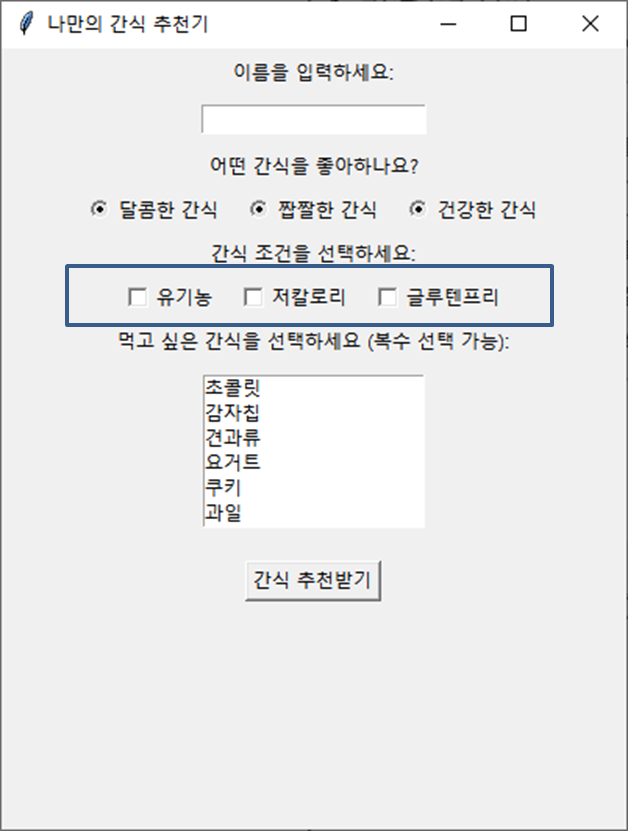 나만의 간식 추천기
이름을 입력하세요:
어떤 간식을 좋아하나요?
달콤한 간식 짭짤한 간식 건강한 간식
간식 조건을 선택하세요:
유기농 저칼로리 글루텐프리
먹고 싶은 간식을 선택하세요 (복수 선택 가능):
초콜릿
감자칩
견과류
요거트
쿠키
과일
간식 추천받기